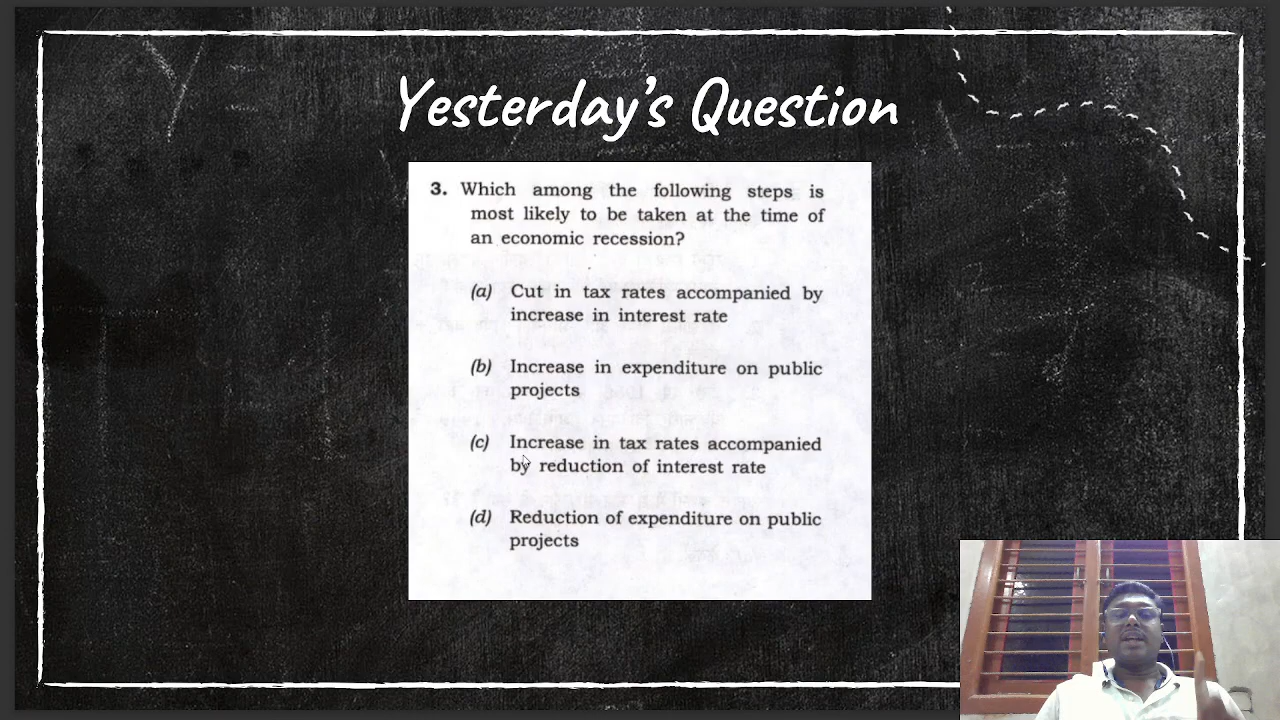 Yesterday's Question
3. Which among the following steps is
most likely to be taken at the time of
an economic recession?
(a) Cut in tax rates accompanied by
increase in interest rate
(b) Increase in expenditure on public
projects
(c) Increase in tax rates accompanied
by reduction of interest rate
(d) Reduction of expenditure on public
projects